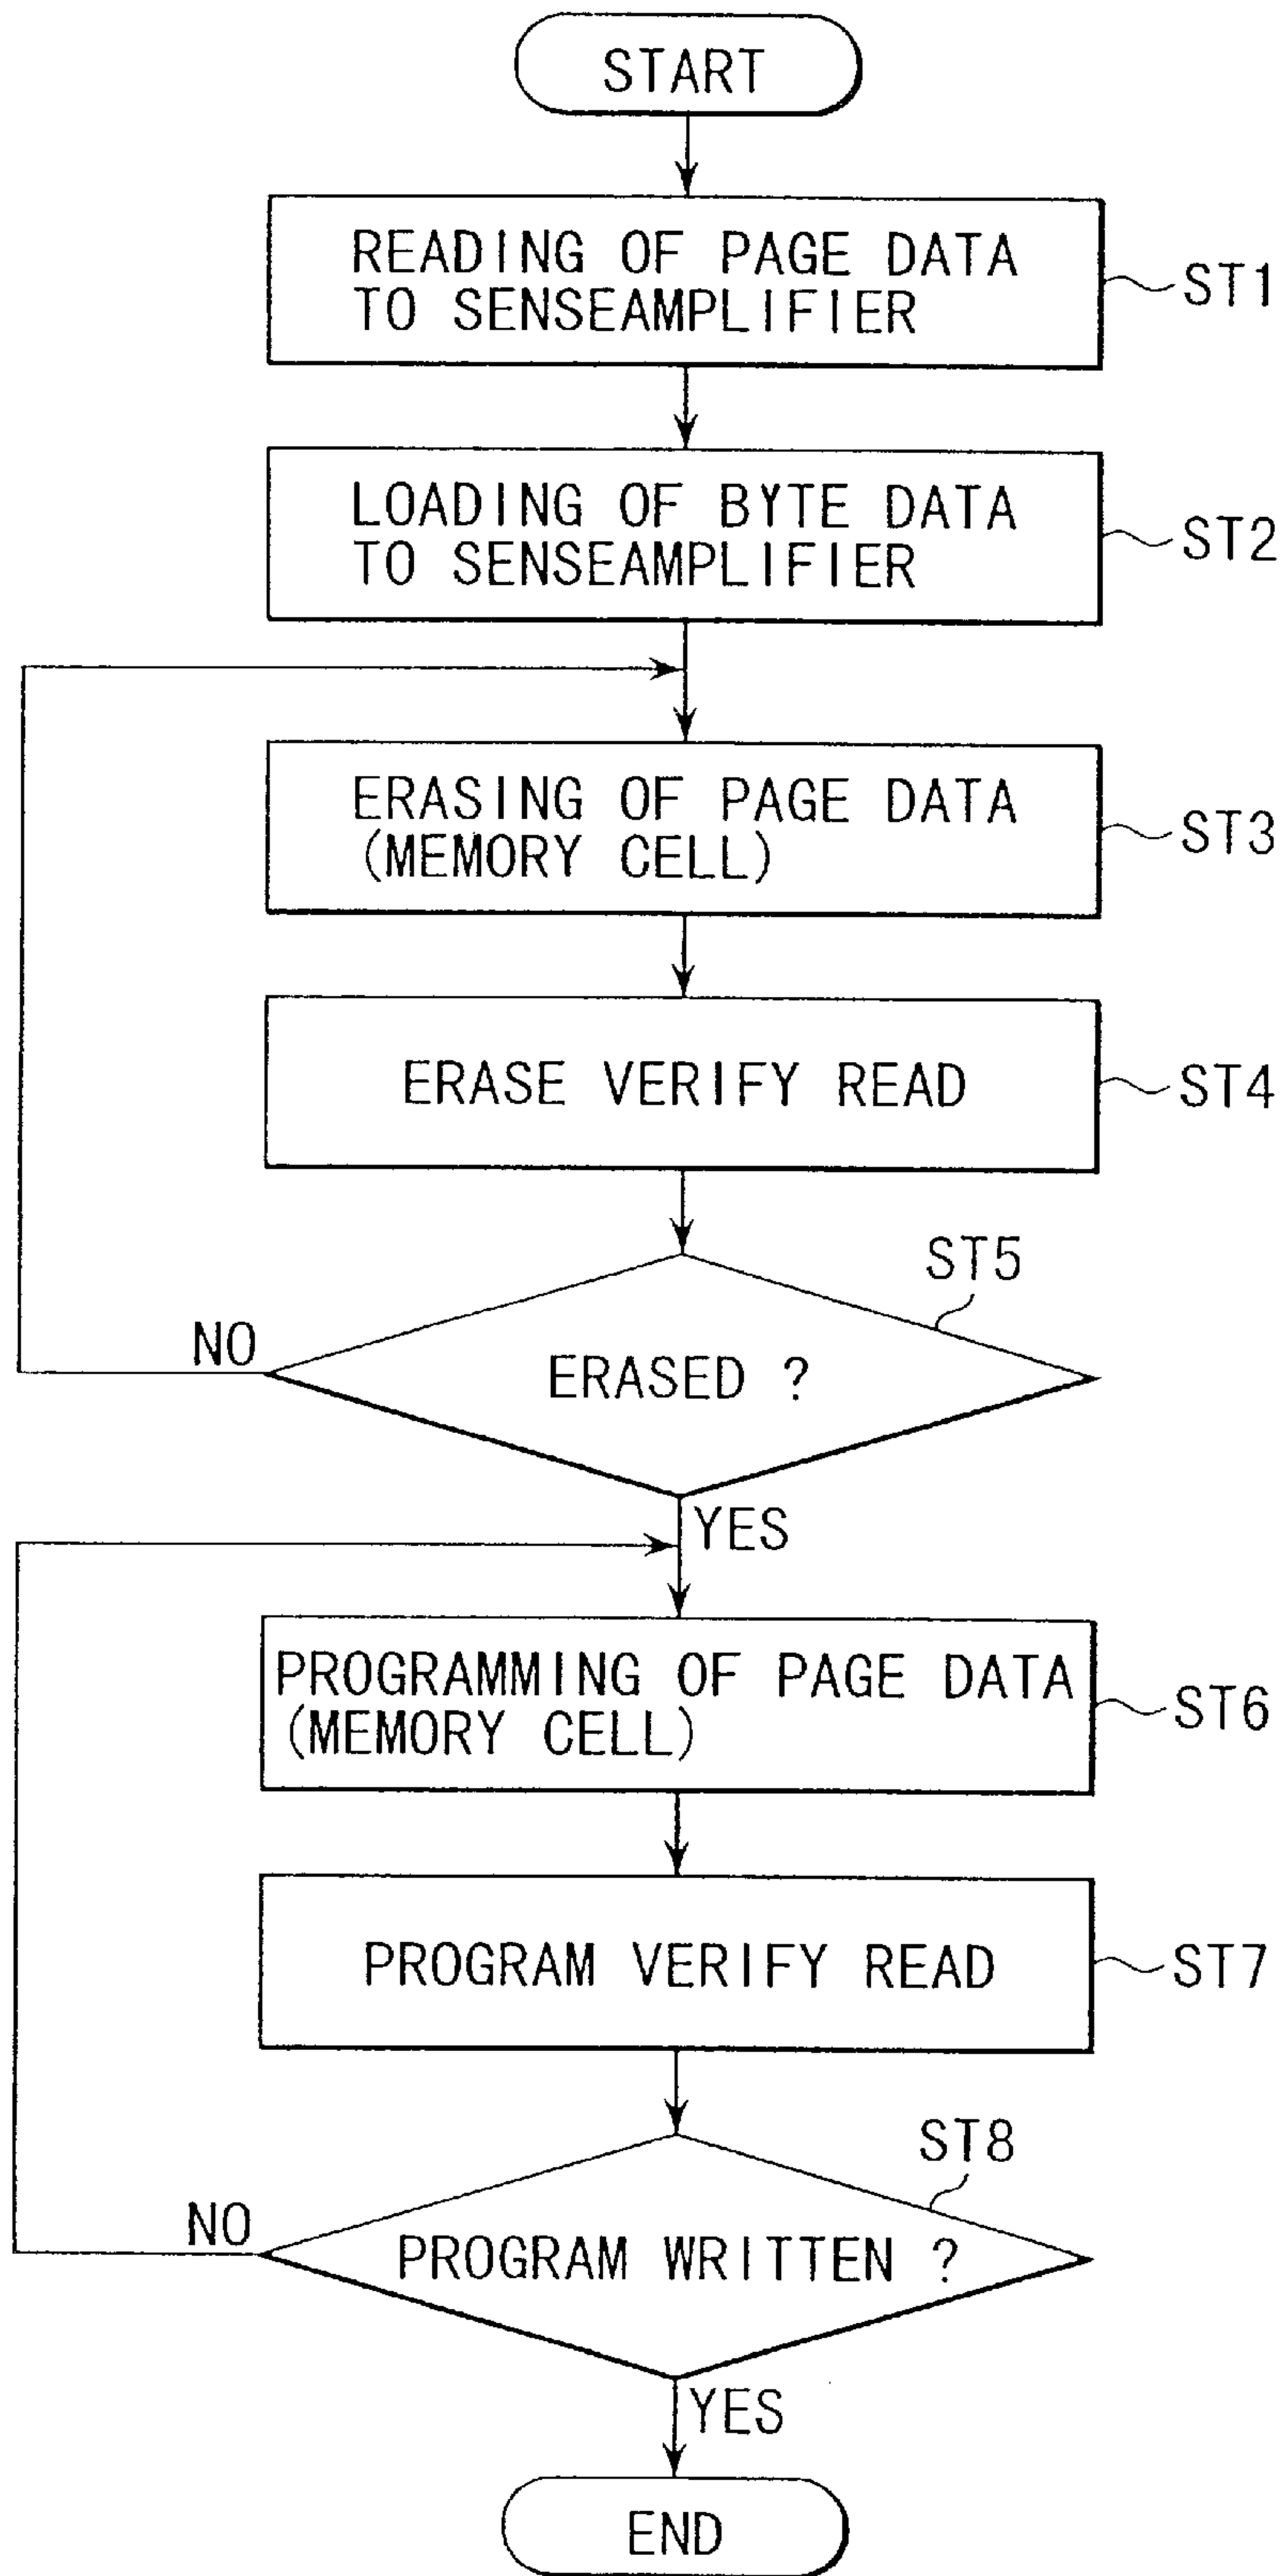 START
READING OF PAGE DATA
TO SENSEAMPLIFIER
ST1
LOADING OF BYTE DATA
TO SENSEAMPLIFIER
ST2
ERASING OF PAGE DATA
(MEMORY CELL)
ST3
ERASE VERIFY READ
ST4
ST5
NO
ERASED ?
YES
PROGRAMMING OF PAGE DATA
(MEMORY CELL)
ST6
PROGRAM VERIFY READ
ST7
ST8
NO
PROGRAM WRITTEN ?
YES
END